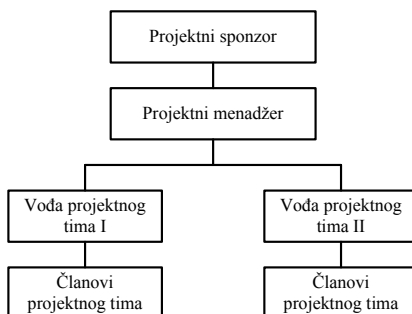 Projektni sponzor
Projektni menadžer
Vođa projektnog
tima I
Vođa projektnog
tima II
Članovi
projektnog tima
Članovi
projektnog tima